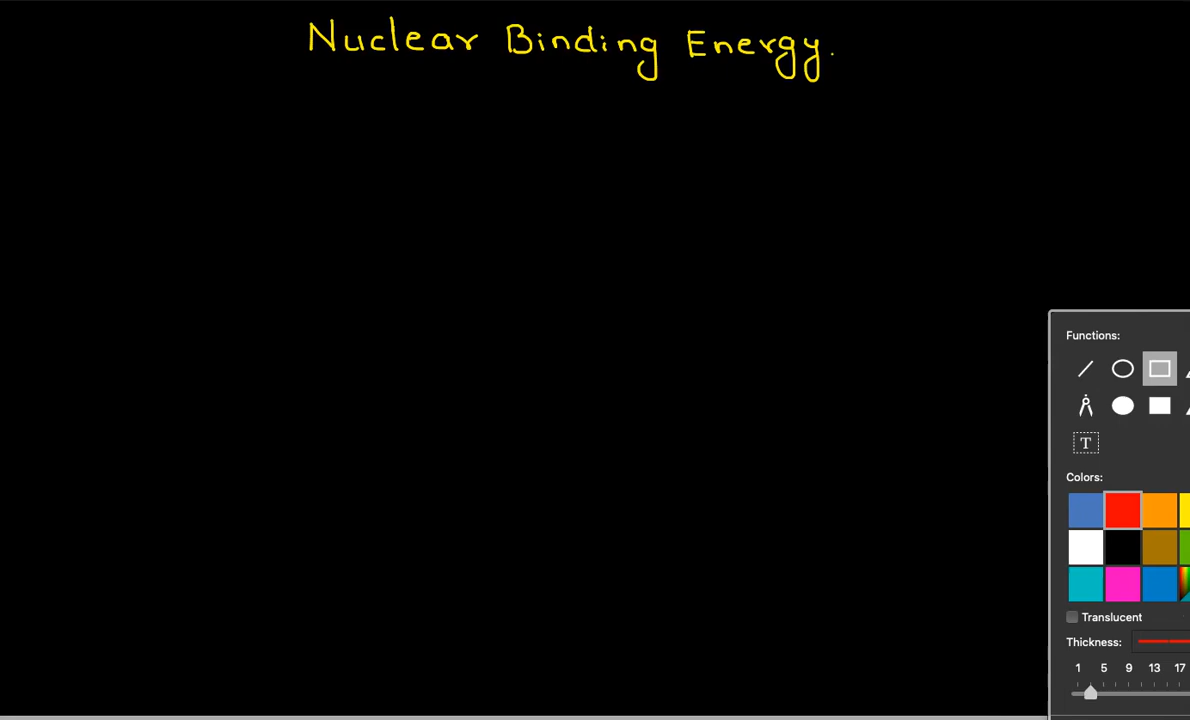 Nuclear Binding Energy.
Functions:
T
Colors:
Translucent
Thickness:
1 5 9 13 17